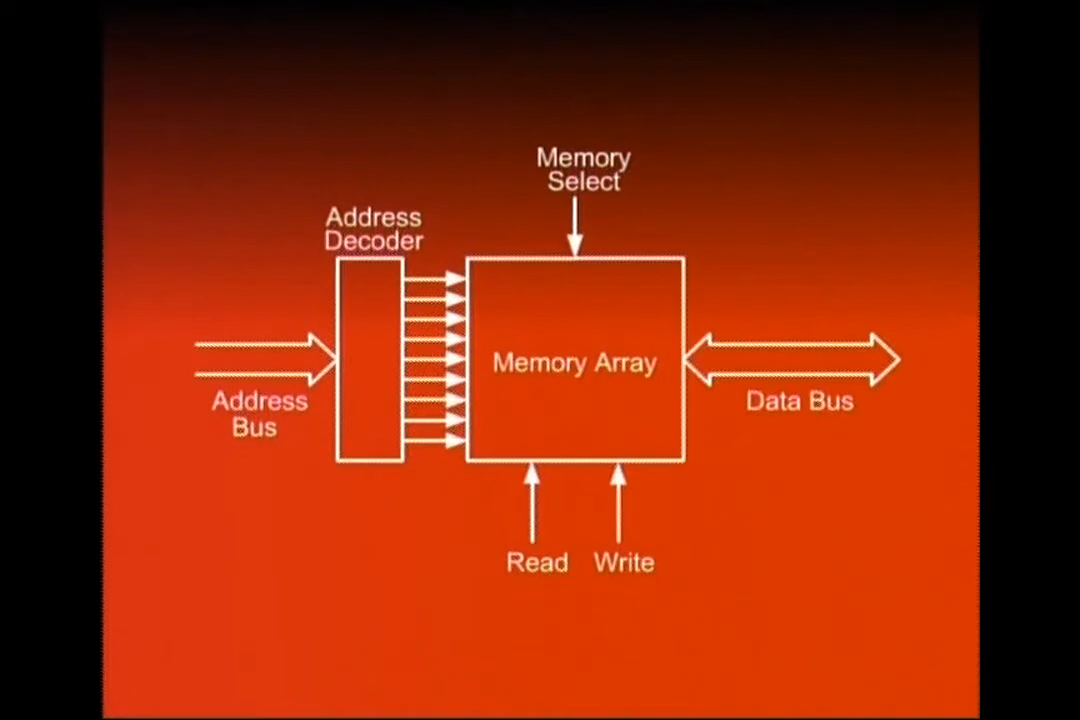 Memory
Select
Address
Decoder
Memory Array
Address
Bus
Data Bus
Read
Write